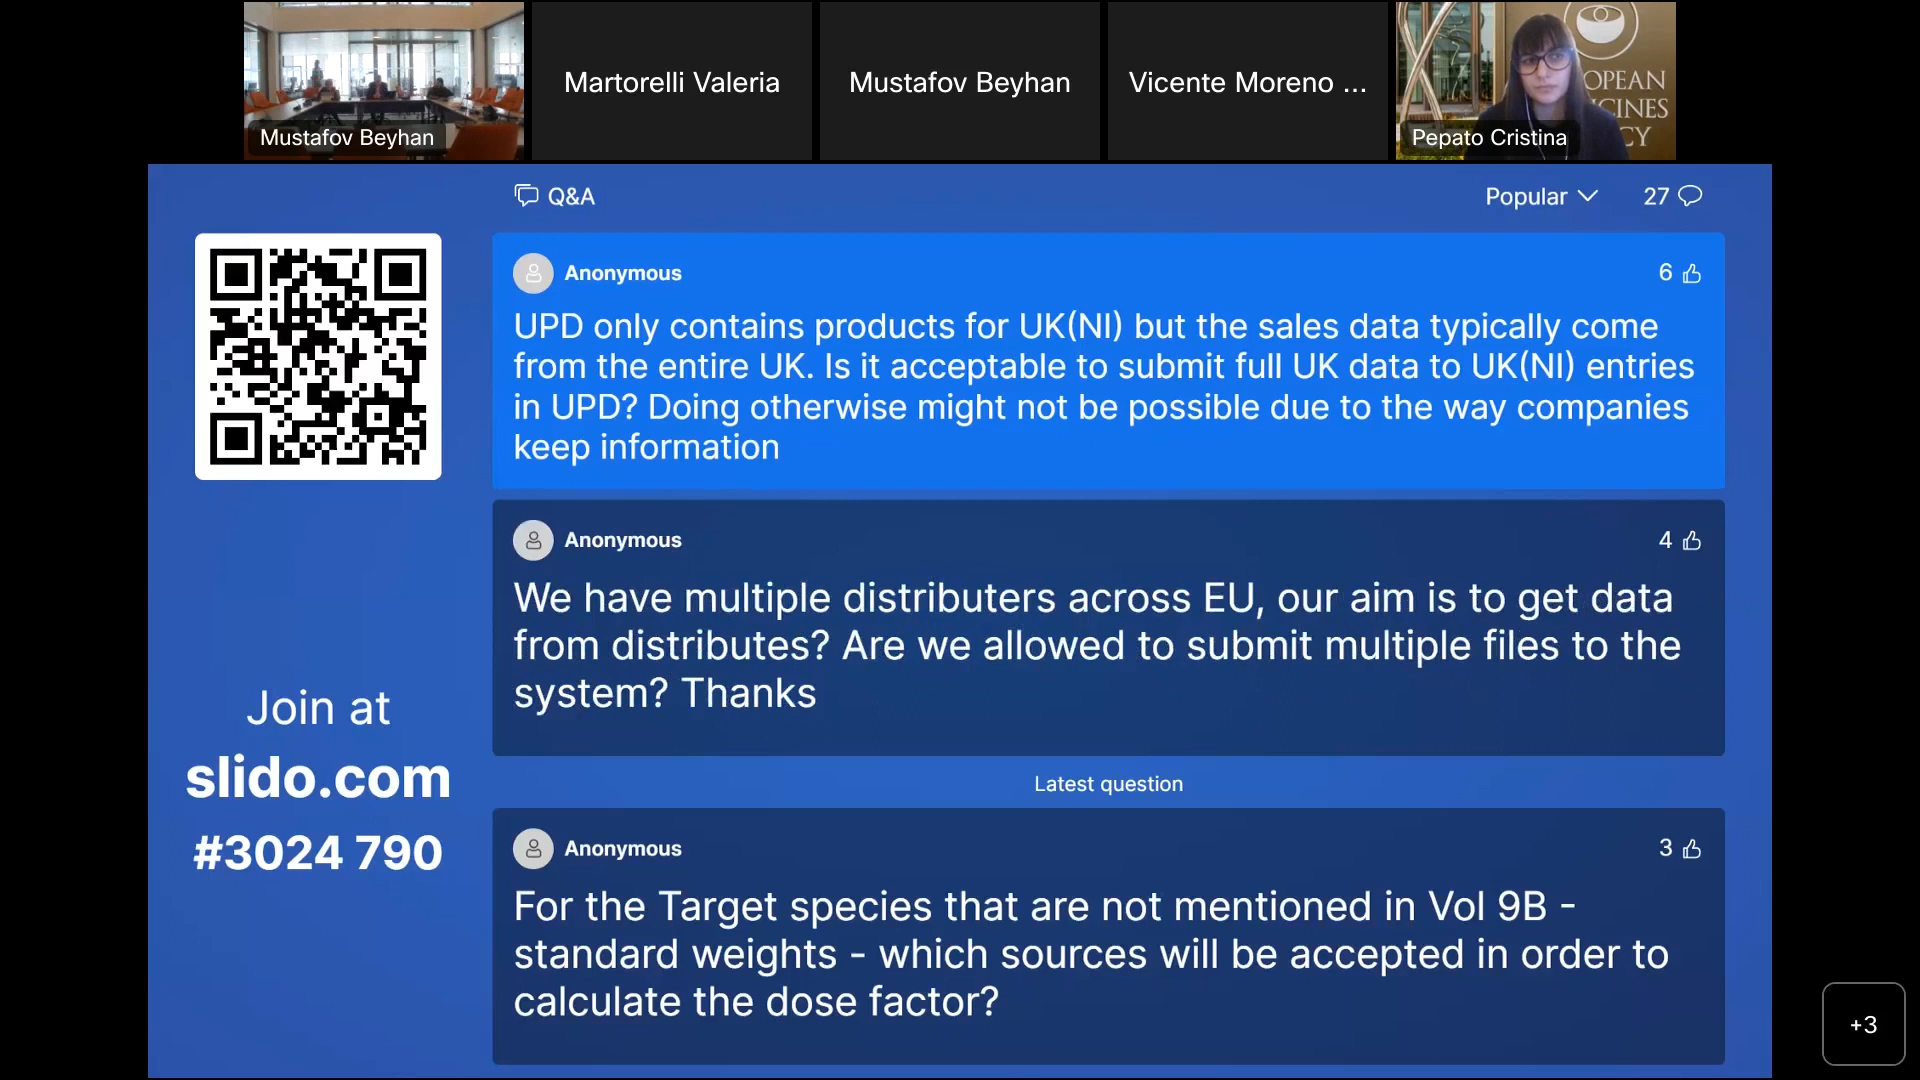 Mustafov Beyhan
Martorelli Valeria
Mustafov Beyhan
Vicente Moreno ...
OPEAN
CINES
CY
Pepato Cristina
Q&A
Popular
27
Anonymous
6
UPD only contains products for UK(NI) but the sales data typically come
from the entire UK. Is it acceptable to submit full UK data to UK(NI) entries
in UPD? Doing otherwise might not be possible due to the way companies
keep information
Anonymous
4
We have multiple distributers across EU, our aim is to get data
from distributes? Are we allowed to submit multiple files to the
system? Thanks
Join at
slido.com
#3024 790
Latest question
Anonymous
3
For the Target species that are not mentioned in Vol 9B -
standard weights - which sources will be accepted in order to
calculate the dose factor?
+3